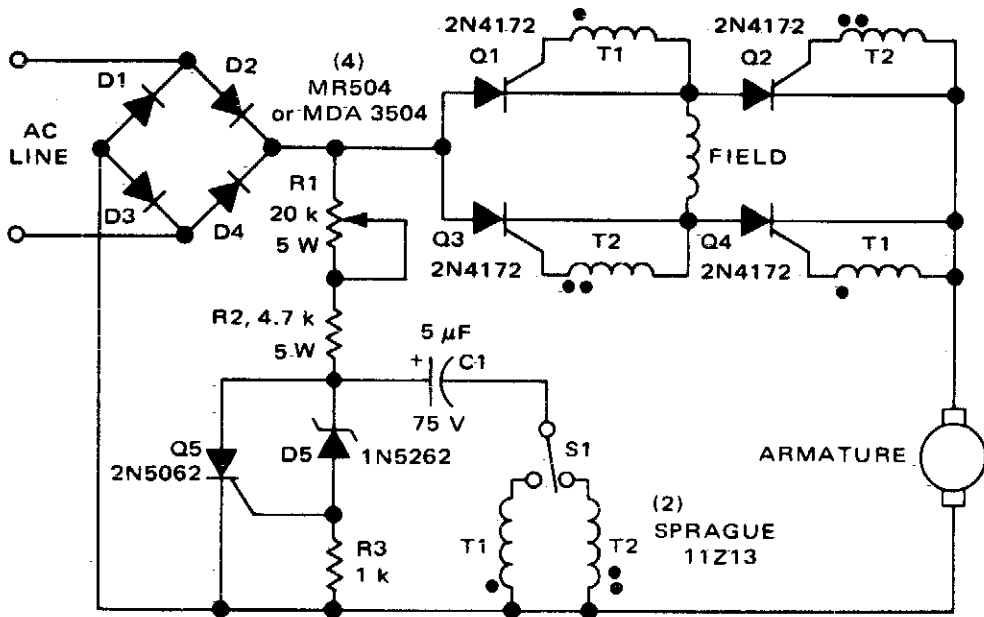 2N4172
T1
Q1
2N4172
T2
Q2
D1
D2
(4)
MR504
or MDA 3504
AC
LINE
FIELD
R1
20 k
5 W
D3
D4
Q3
2N4172
T2
Q4
2N4172
T1
R2, 4.7 k
5 W
5 μF
+
C1
75 V
Q5
2N5062
D5
1N5262
S1
ARMATURE
(2)
SPRAGUE
11Z13
T1
T2
R3
1 k